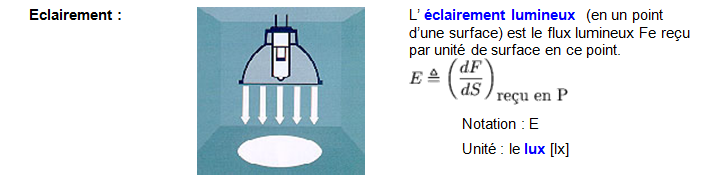 Eclairement :
L' éclairement lumineux (en un point
d'une surface) est le flux lumineux Fe reçu
par unité de surface en ce point.
E ≜ (dF/dS) reçu en P
Notation : E
Unité : le lux [lx]